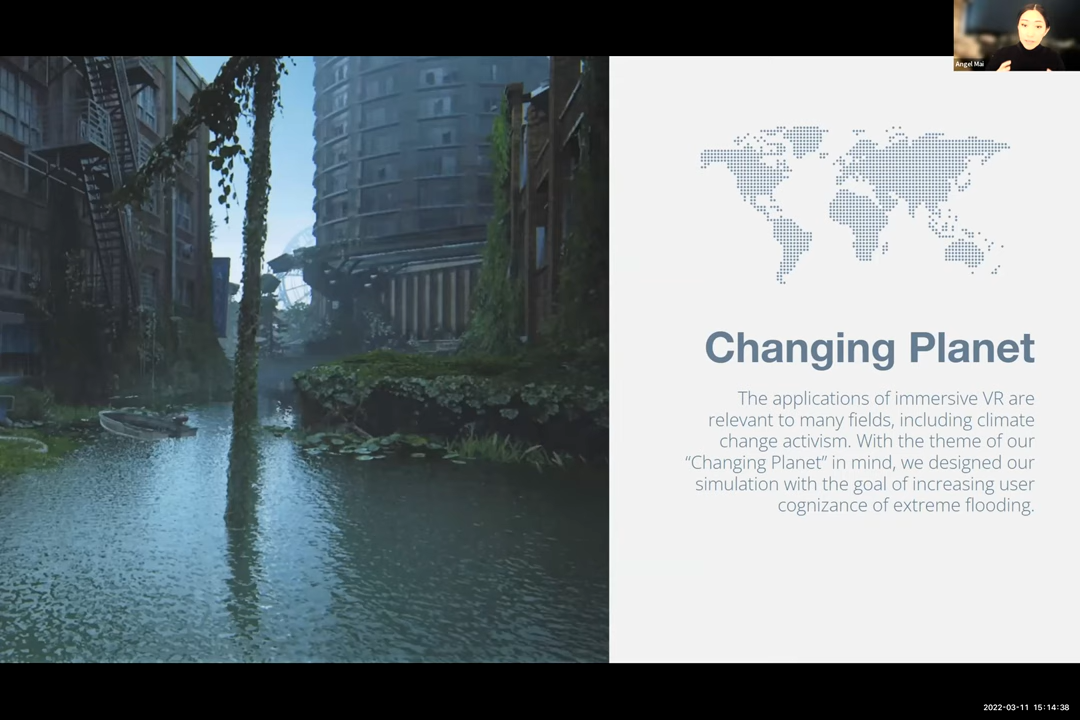 Angel Mai
Changing Planet
The applications of immersive VR are
relevant to many fields, including climate
change activism. With the theme of our
“Changing Planet” in mind, we designed our
simulation with the goal of increasing user
cognizance of extreme flooding.
2022-03-11 15:14:38